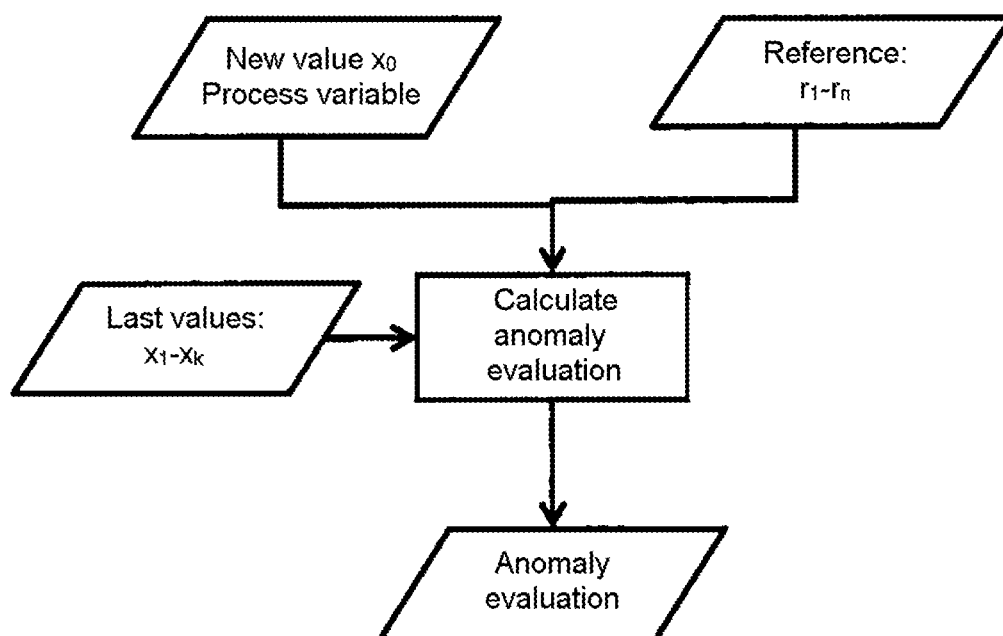 New value x₀
Process variable
Reference:
r₁-rₙ
Last values:
x₁-xₖ
Calculate
anomaly
evaluation
Anomaly
evaluation